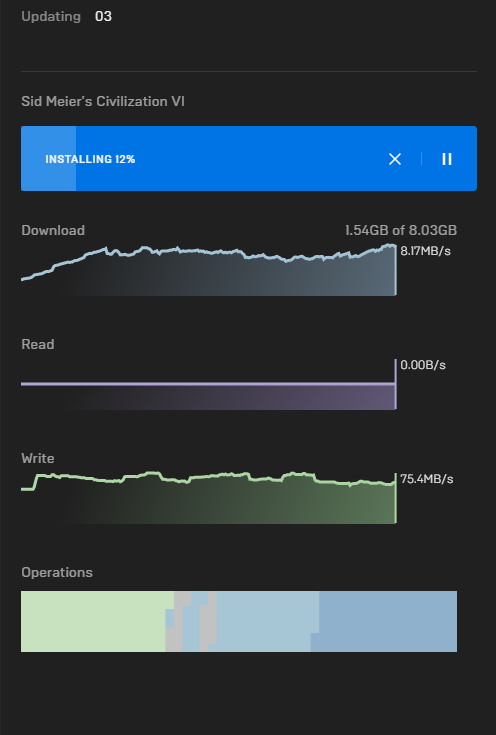 Updating 03
Sid Meier's Civilization VI
INSTALLING 12%
Download 1.54GB of 8.03GB
8.17MB/s
Read
0.00B/s
Write
75.4MB/s
Operations